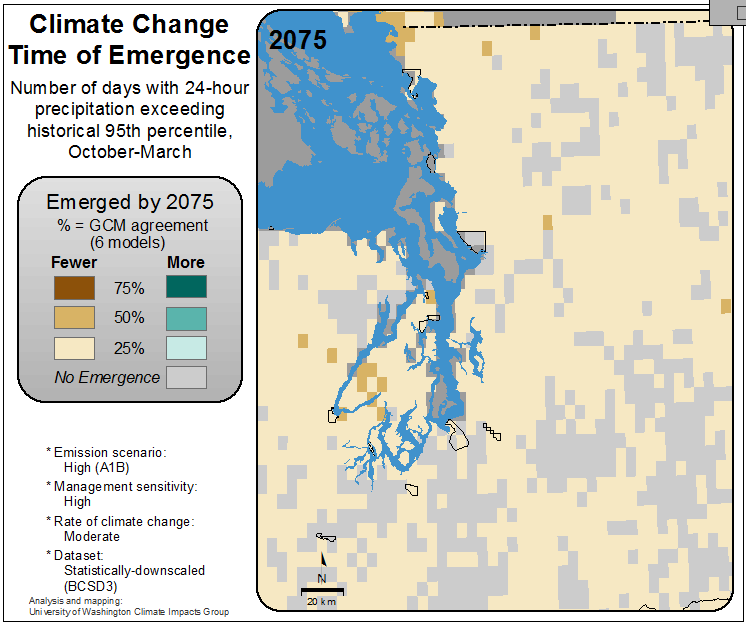 Climate Change
Time of Emergence
Number of days with 24-hour
precipitation exceeding
historical 95th percentile,
October-March
Emerged by 2075
% = GCM agreement
(6 models)
Fewer More
75%
50%
25%
No Emergence
* Emission scenario:
High (A1B)
* Management sensitivity:
High
* Rate of climate change:
Moderate
* Dataset:
Statistically-downscaled
(BCSD3)
Analysis and mapping:
University of Washington Climate Impacts Group
2075
N
20 km